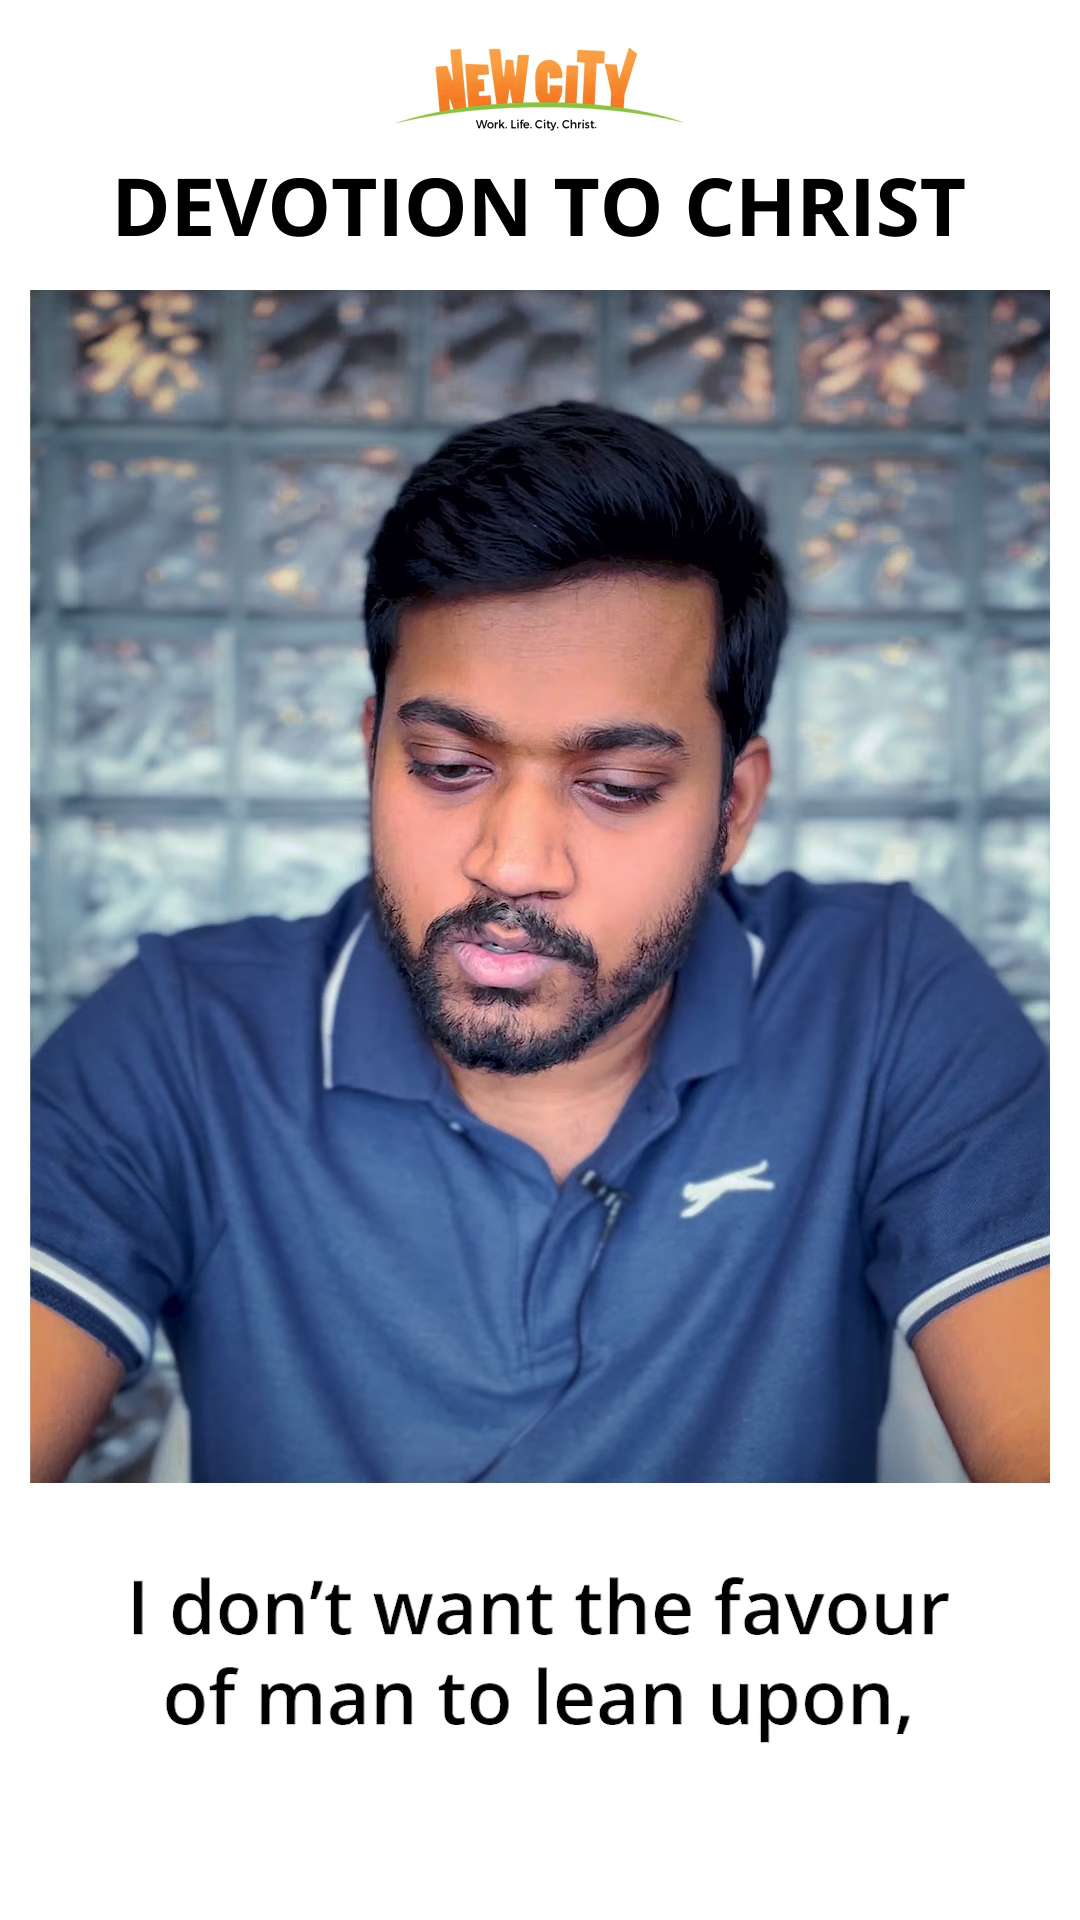 NEW CITY
Work. Life. City. Christ.
DEVOTION TO CHRIST
I don’t want the favour
of man to lean upon,